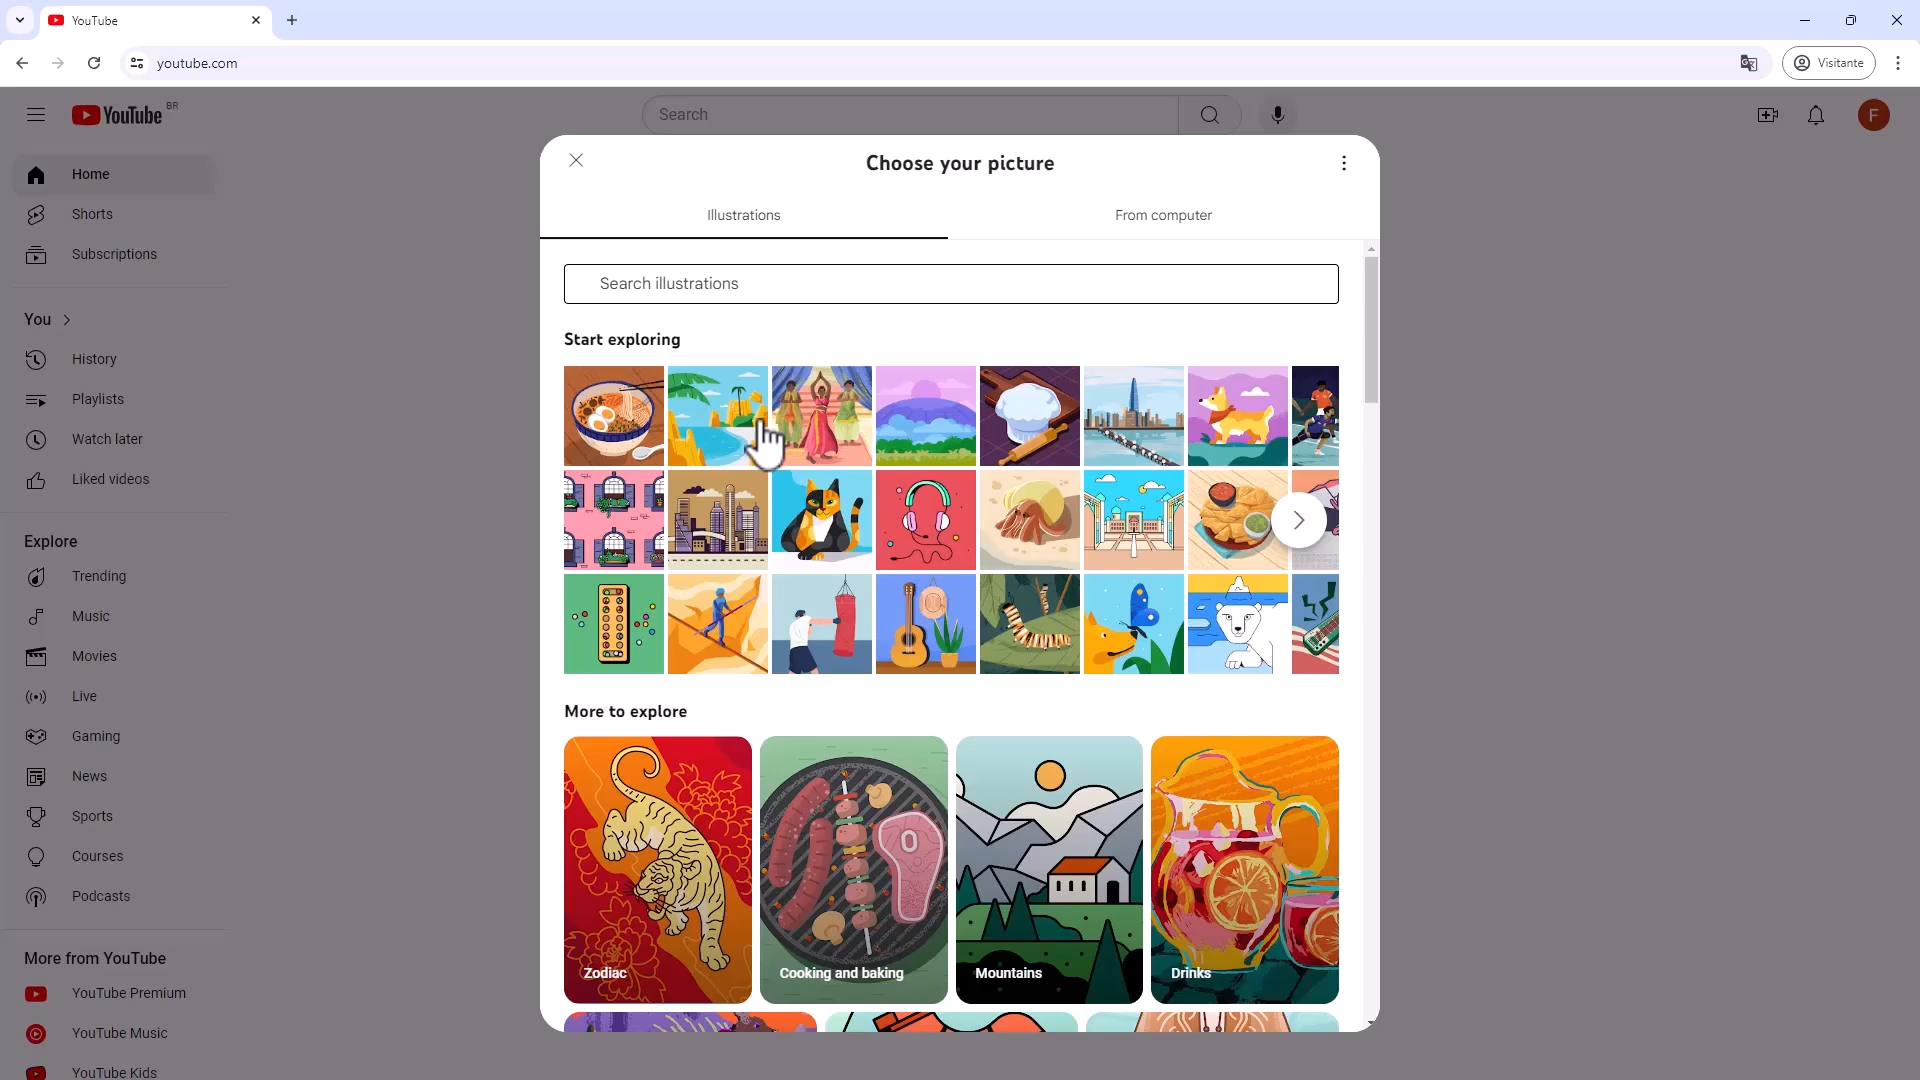 YouTube
youtube.com
Visitante
YouTube BR
Search
F
Home
Shorts
Subscriptions
You
History
Playlists
Watch later
Liked videos
Explore
Trending
Music
Movies
Live
Gaming
News
Sports
Courses
Podcasts
More from YouTube
YouTube Premium
YouTube Music
YouTube Kids
Choose your picture
Illustrations
From computer
Search illustrations
Start exploring
More to explore
Zodiac
Cooking and baking
Mountains
Drinks